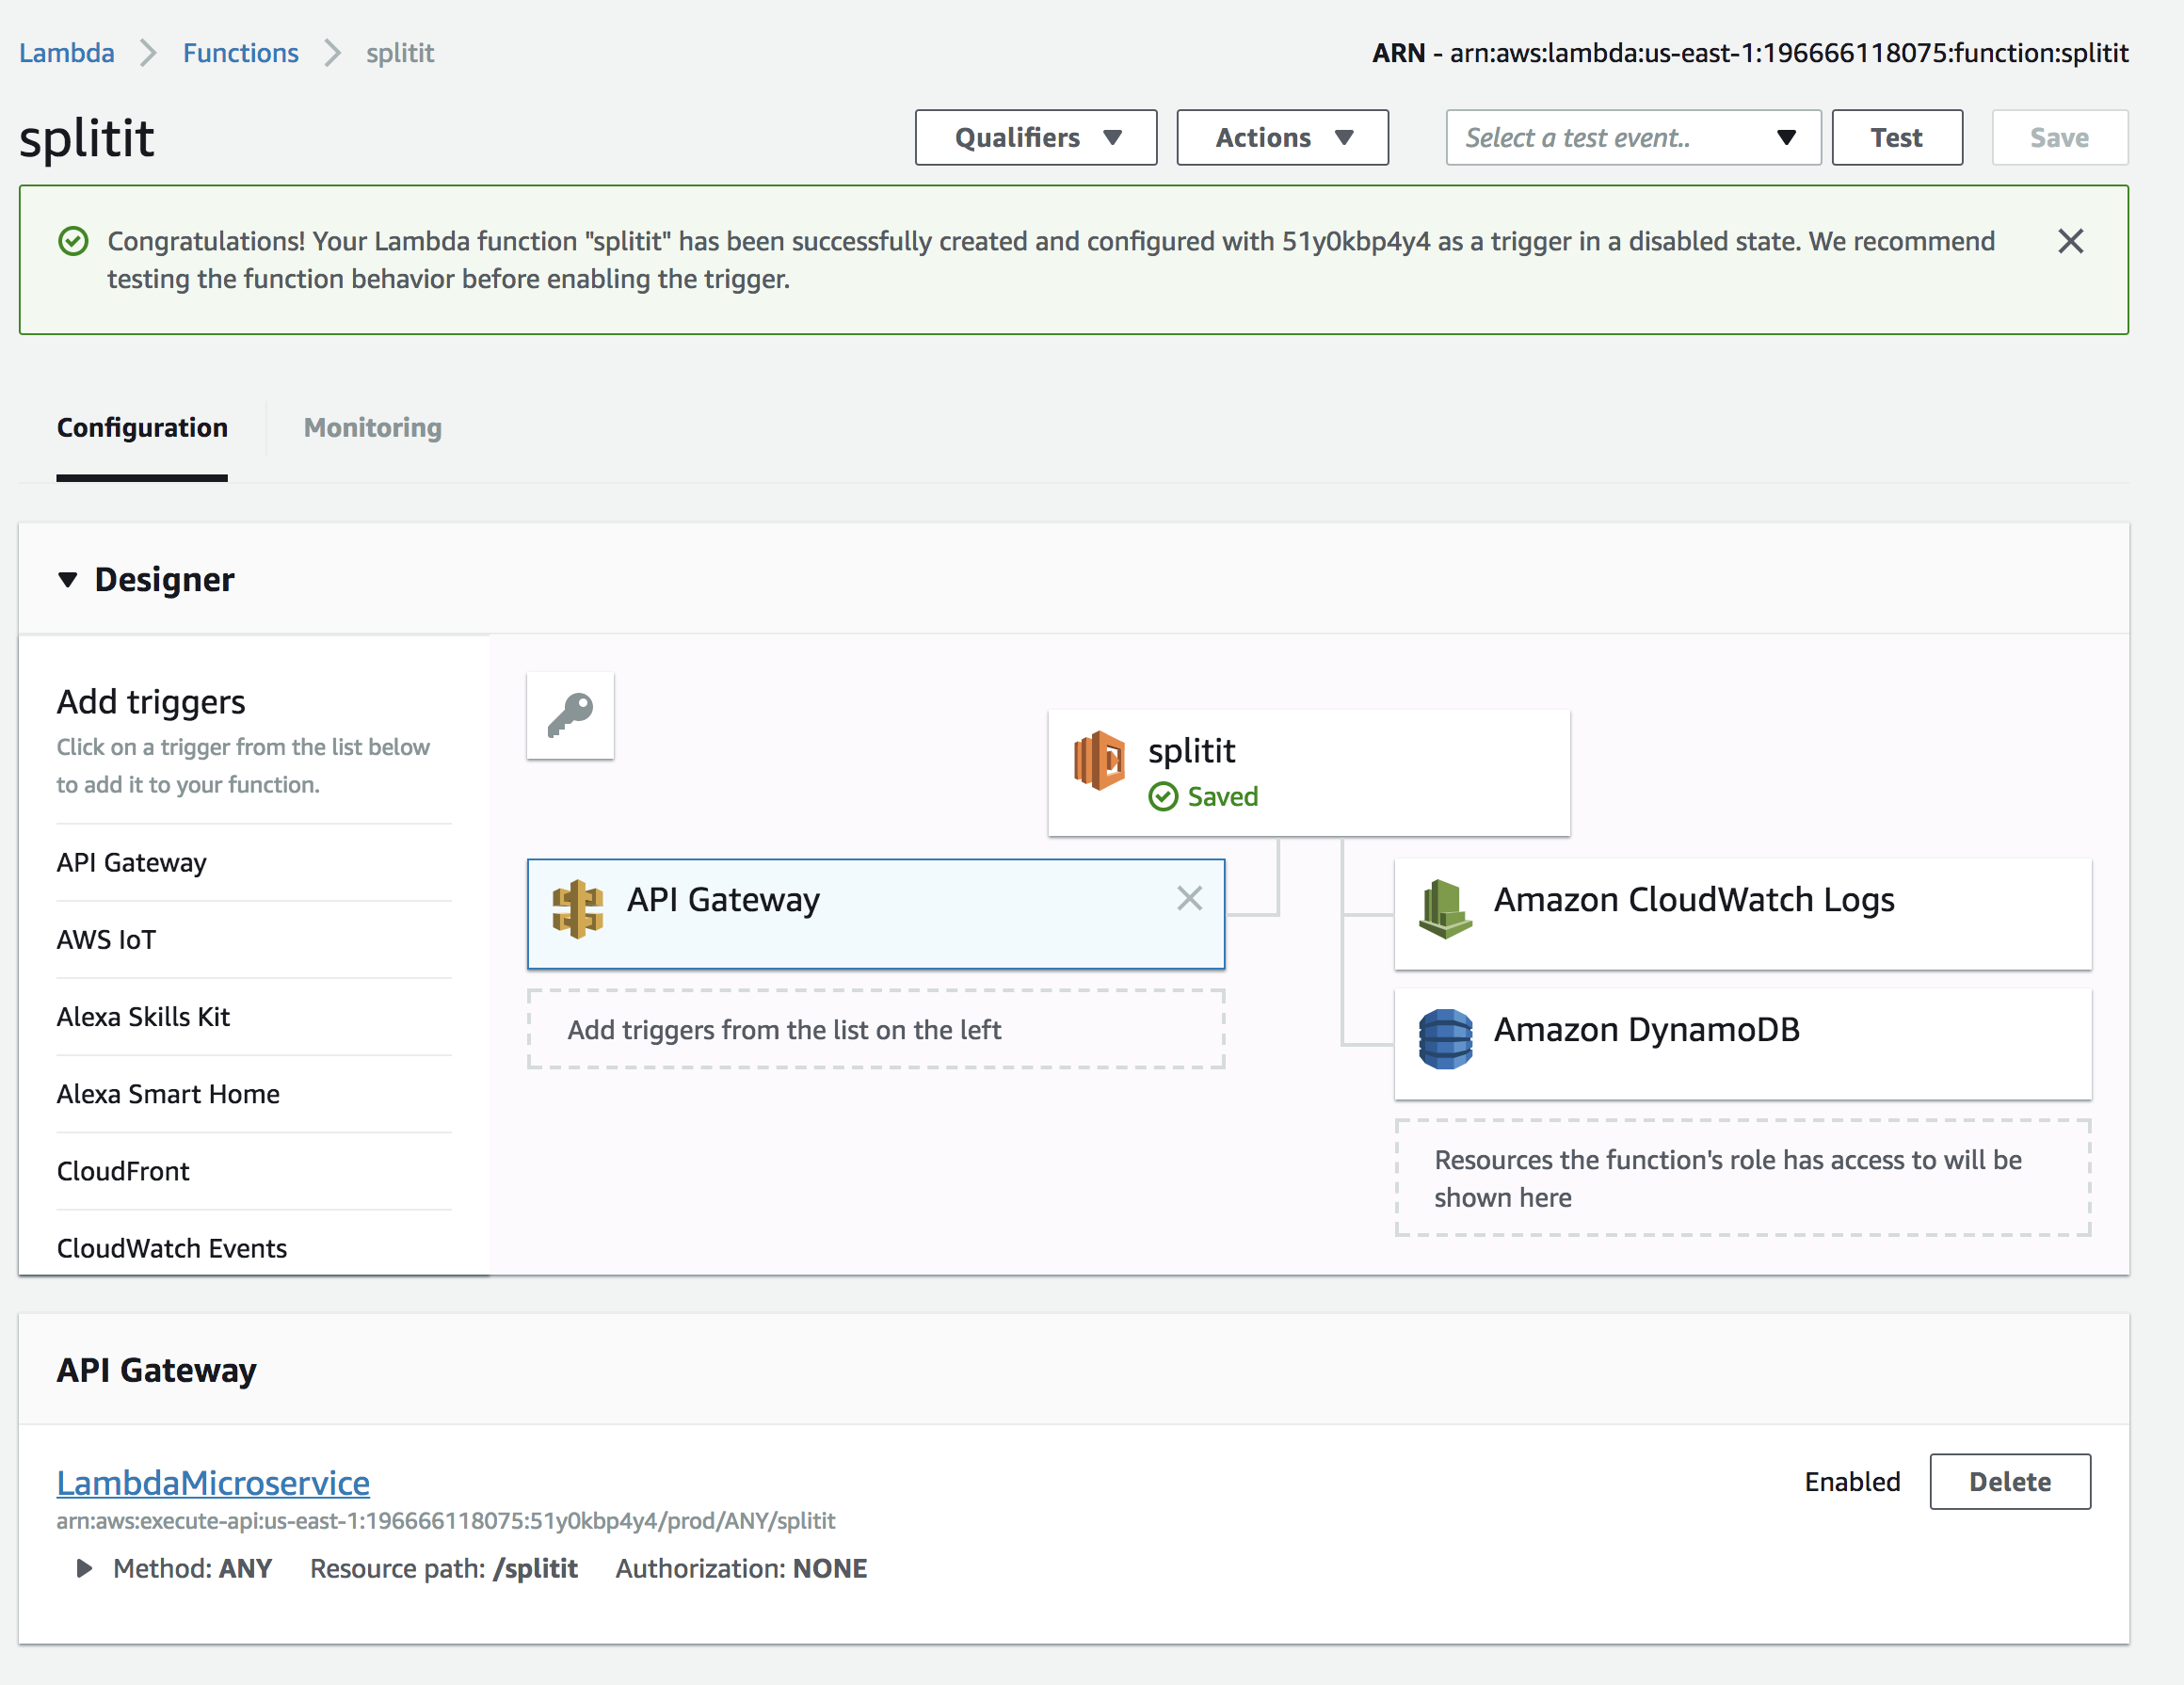 Lambda Functions splitit
ARN - arn:aws:lambda:us-east-1:196666118075:function:splitit
splitit
Qualifiers Actions Select a test event.. Test Save
Congratulations! Your Lambda function "splitit" has been successfully created and configured with 51y0kbp4y4 as a trigger in a disabled state. We recommend
testing the function behavior before enabling the trigger.
Configuration Monitoring
Designer
Add triggers
Click on a trigger from the list below
to add it to your function.
API Gateway
AWS IoT
Alexa Skills Kit
Alexa Smart Home
CloudFront
CloudWatch Events
splitit
Saved
API Gateway
Add triggers from the list on the left
Amazon CloudWatch Logs
Amazon DynamoDB
Resources the function's role has access to will be
shown here
API Gateway
LambdaMicroservice
Enabled Delete
arn:aws:execute-api:us-east-1:196666118075:51y0kbp4y4/prod/ANY/splitit
Method: ANY Resource path: /splitit Authorization: NONE